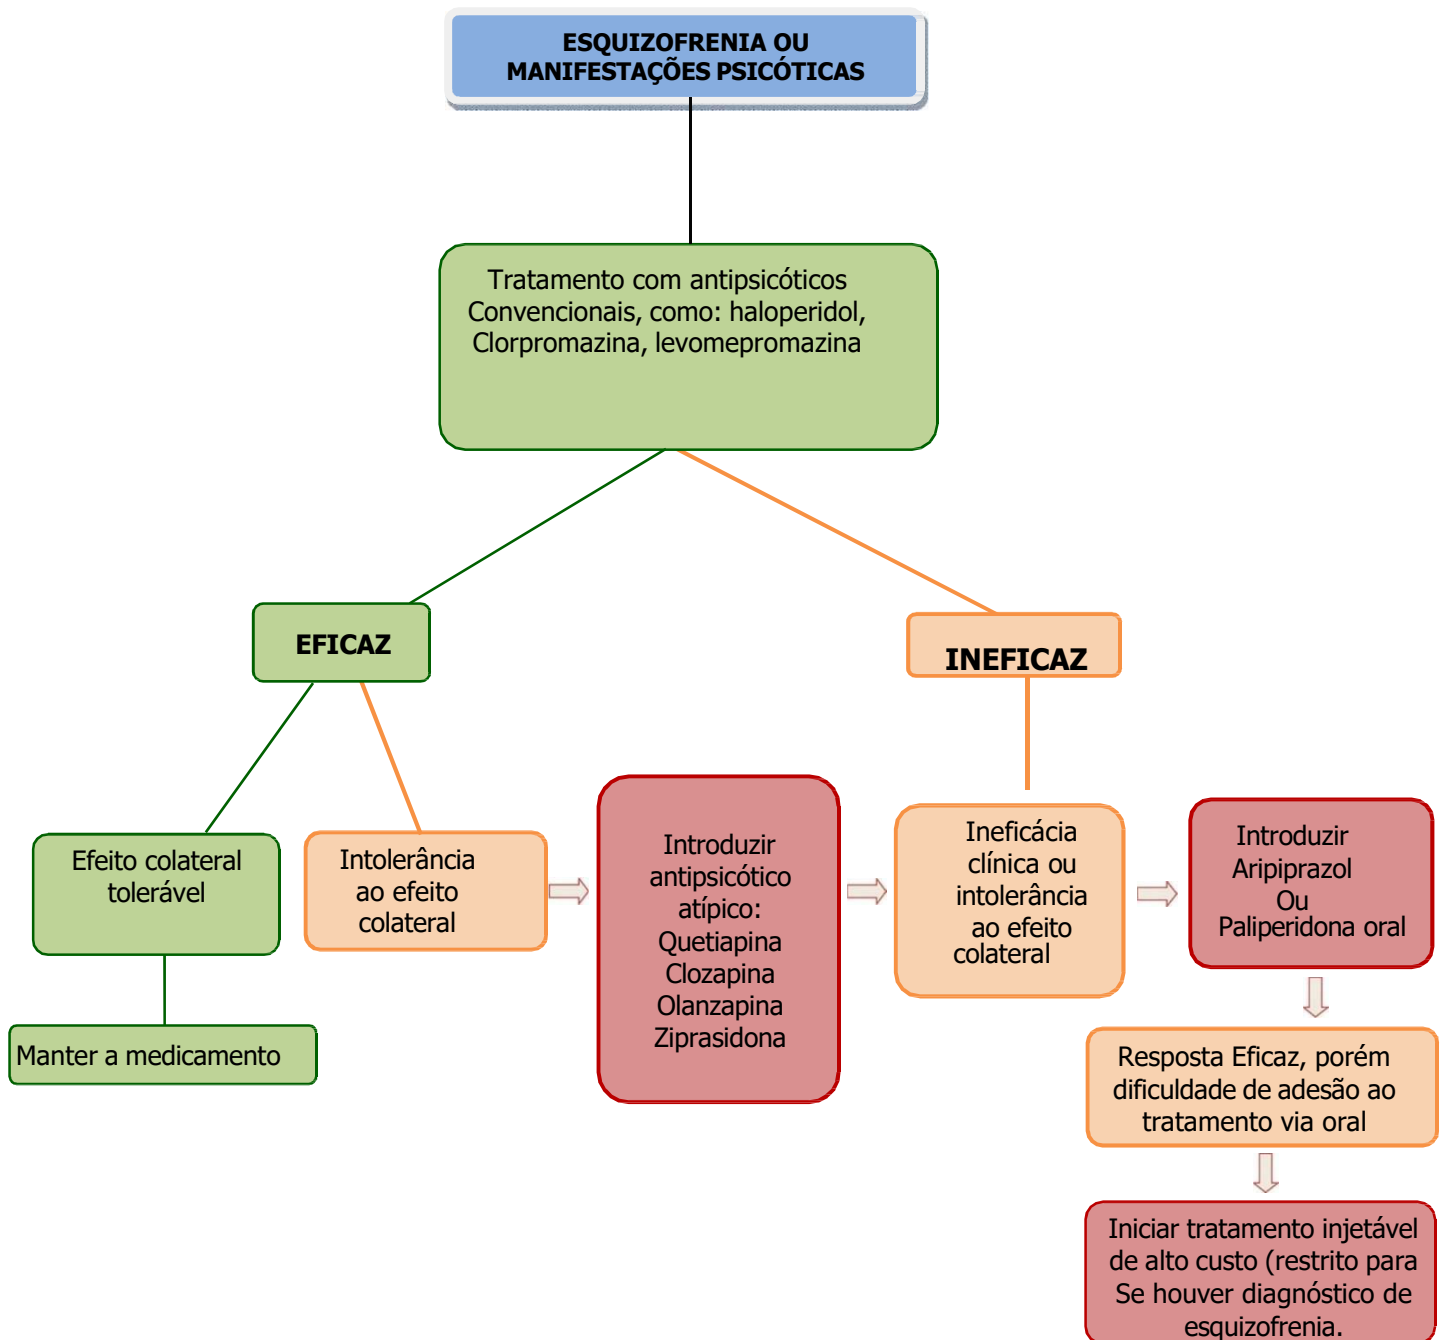 ESQUIZOFRENIA OU
MANIFESTAÇÕES PSICÓTICAS
Tratamento com antipsicóticos
Convencionais, como: haloperidol,
Clorpromazina, levomepromazina
EFICAZ
INEFICAZ
Efeito colateral
tolerável
Manter a medicamento
Intolerância
ao efeito
colateral
Introduzir
antipsicótico
atípico:
Quetiapina
Clozapina
Olanzapina
Ziprasidona
Ineficácia
clínica ou
intolerância
ao efeito
colateral
Introduzir
Aripiprazol
Ou
Paliperidona oral
Resposta Eficaz, porém
dificuldade de adesão ao
tratamento via oral
Iniciar tratamento injetável
de alto custo (restrito para
Se houver diagnóstico de
esquizofrenia.